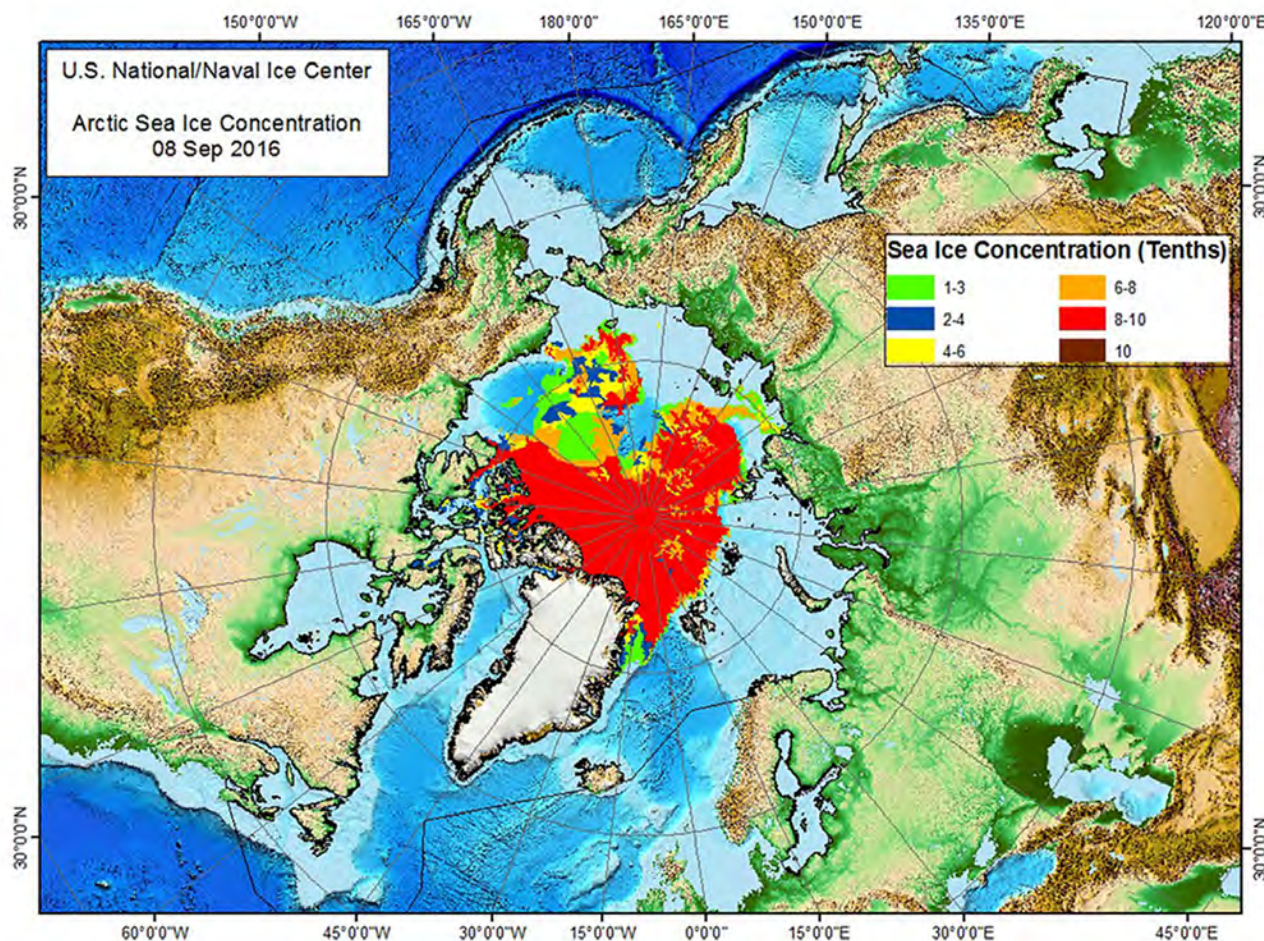 150°0'0"W
165°0'0"W
180°0'0"
165°0'0"E
150°0'0"E
135°0'0"E
120°0'0"E
U.S. National/Naval Ice Center
Arctic Sea Ice Concentration
08 Sep 2016
30°0'0"N
30°0'0"N
Sea Ice Concentration (Tenths)
1-3
6-8
2-4
8-10
4-6
10
30°0'0"N
30°0'0"N
60°0'0"W
45°0'0"W
30°0'0"W
15°0'0"W
0°0'0"
15°0'0"E
30°0'0"E
45°0'0"E